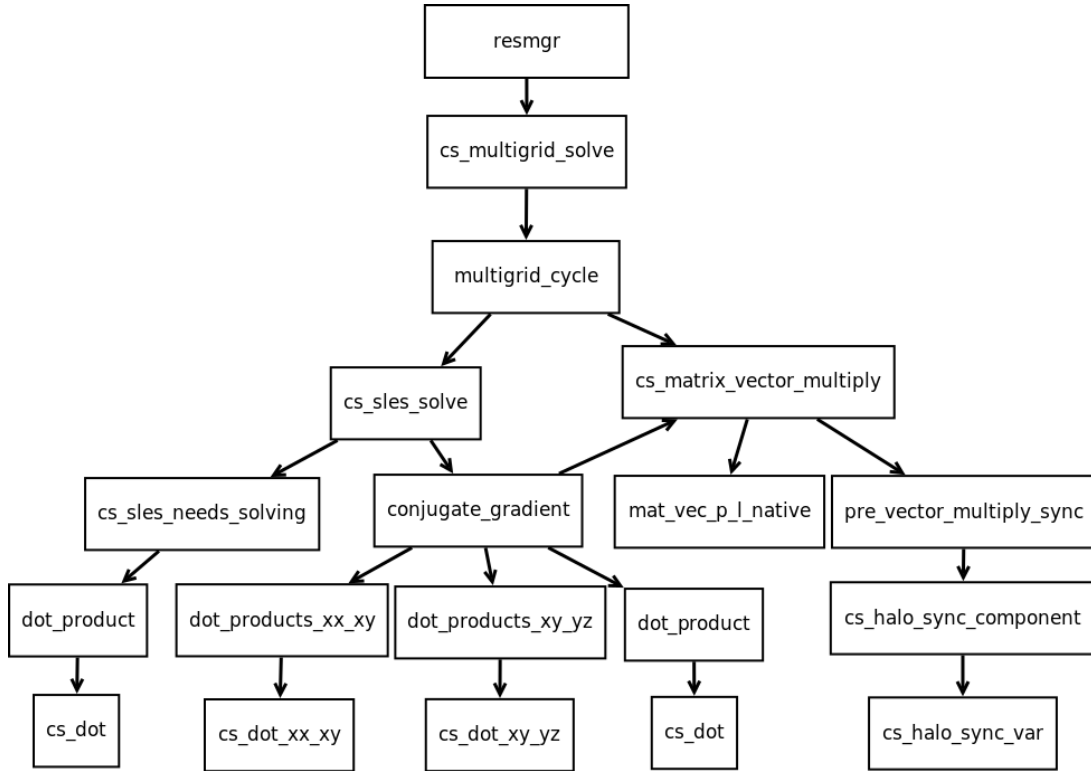 resmgr
cs_multigrid_solve
multigrid_cycle
cs_sles_solve
cs_matrix_vector_multiply
cs_sles_needs_solving
conjugate_gradient
mat_vec_p_l_native
pre_vector_multiply_sync
dot_product
dot_products_xx_xy
dot_products_xy_yz
dot_product
cs_halo_sync_component
cs_dot
cs_dot_xx_xy
cs_dot_xy_yz
cs_dot
cs_halo_sync_var